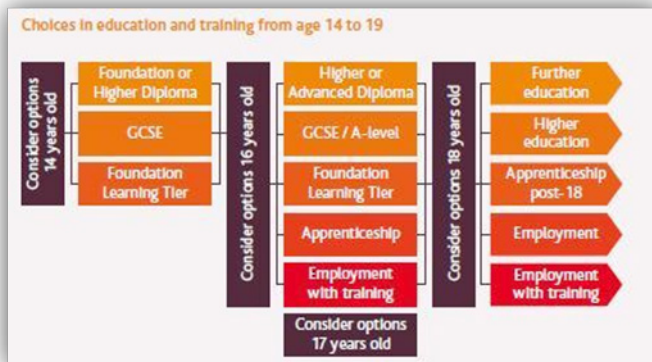 Choices in education and training from age 14 to 19
Consider options
14 years old
Foundation or
Higher Diploma
GCSE
Foundation
Learning Tier
Consider options 16 years old
Higher or
Advanced Diploma
GCSE / A-level
Foundation
Learning Tier
Apprenticeship
Employment
with training
Consider options
17 years old
Consider options 18 years old
Further
education
Higher
education
Apprenticeship
post-18
Employment
Employment
with training